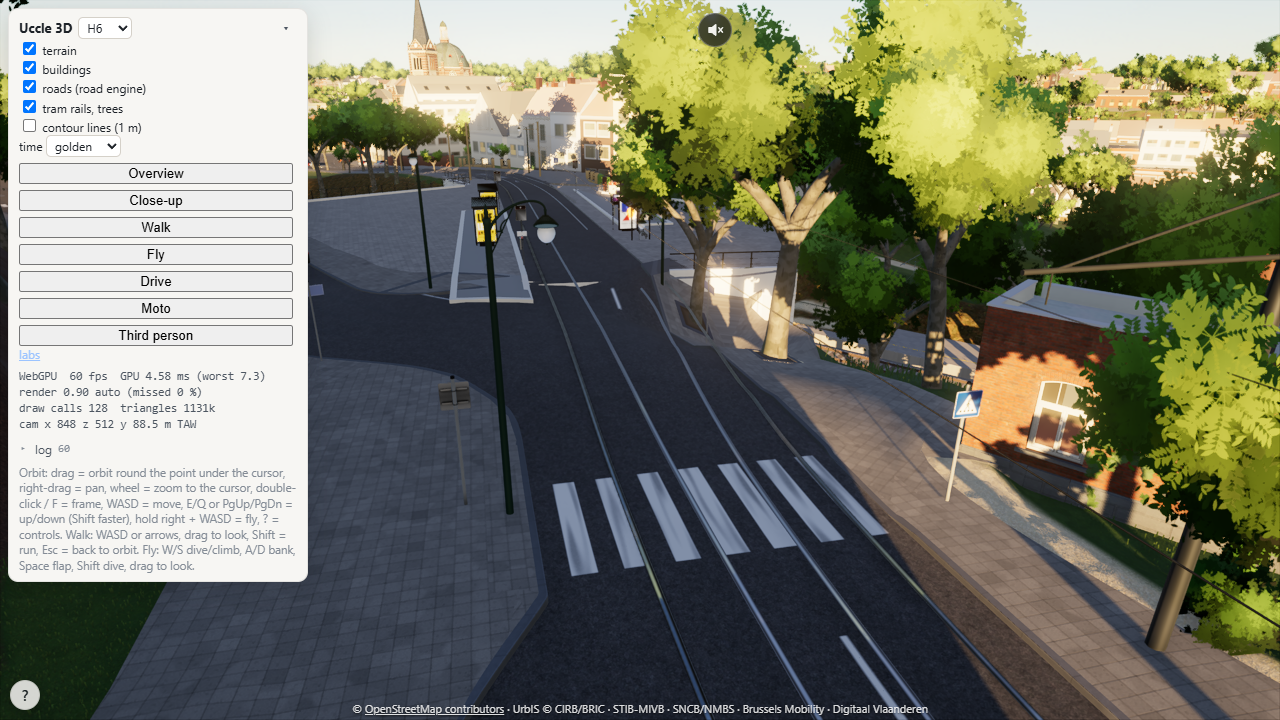 Uccle 3D H6
terrain
buildings
roads (road engine)
tram rails, trees
contour lines (1 m)
time golden
Overview
Close-up
Walk
Fly
Drive
Moto
Third person
labs
WebGPU 60 fps GPU 4.58 ms (worst 7.3)
render 0.90 auto (missed 0 %)
draw calls 128 triangles 1131k
cam x 848 z 512 y 88.5 m TAW
log 60
Orbit: drag = orbit round the point under the cursor,
right-drag = pan, wheel = zoom to the cursor, double-
click / F = frame, WASD = move, E/Q or PgUp/PgDn =
up/down (Shift faster), hold right + WASD = fly, ? =
controls. Walk: WASD or arrows, drag to look, Shift =
run, Esc = back to orbit. Fly: W/S dive/climb, A/D bank,
Space flap, Shift dive, drag to look.
?
© OpenStreetMap contributors · UrbIS © CIRB/BRIC · STIB-MIVB · SNCB/NMBS · Brussels Mobility · Digitaal Vlaanderen